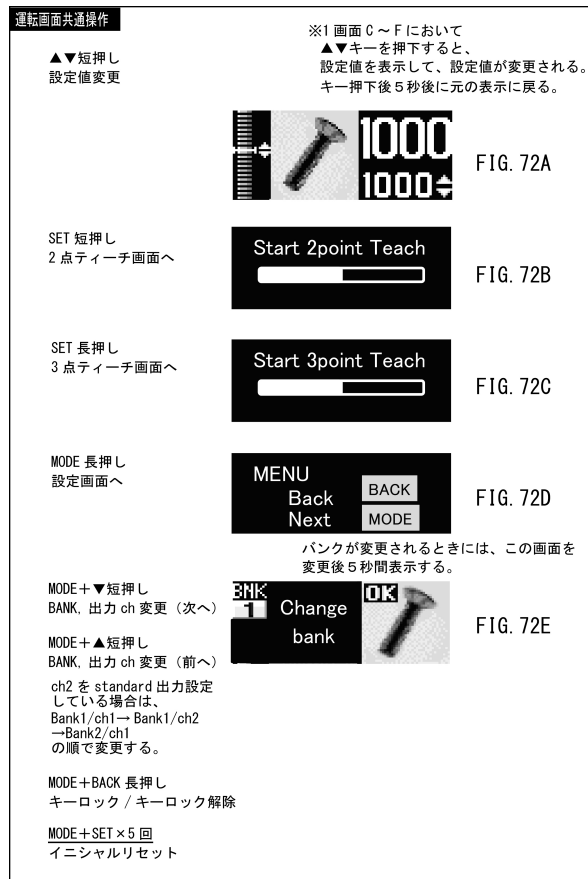 運転画面共通操作
▲▼短押し
設定値変更
※1 画面 C～F において
▲▼キーを押下すると、
設定値を表示して、設定値が変更される。
キー押下後５秒後に元の表示に戻る。
1000
1000
FIG. 72A
SET 短押し
2 点ティーチ画面へ
Start 2point Teach
FIG. 72B
SET 長押し
3 点ティーチ画面へ
Start 3point Teach
FIG. 72C
MODE 長押し
設定画面へ
MENU
Back BACK
Next MODE
FIG. 72D
バンクが変更されるときには、この画面を
変更後５秒間表示する。
MODE＋▼短押し
BANK, 出力 ch 変更（次へ）
BNK
1
Change
bank
OK
FIG. 72E
MODE＋▲短押し
BANK, 出力 ch 変更（前へ）
ch2 を standard 出力設定
している場合は、
Bank1/ch1→ Bank1/ch2
→Bank2/ch1
の順で変更する。
MODE＋BACK 長押し
キーロック / キーロック解除
MODE＋SET×5 回
イニシャルリセット